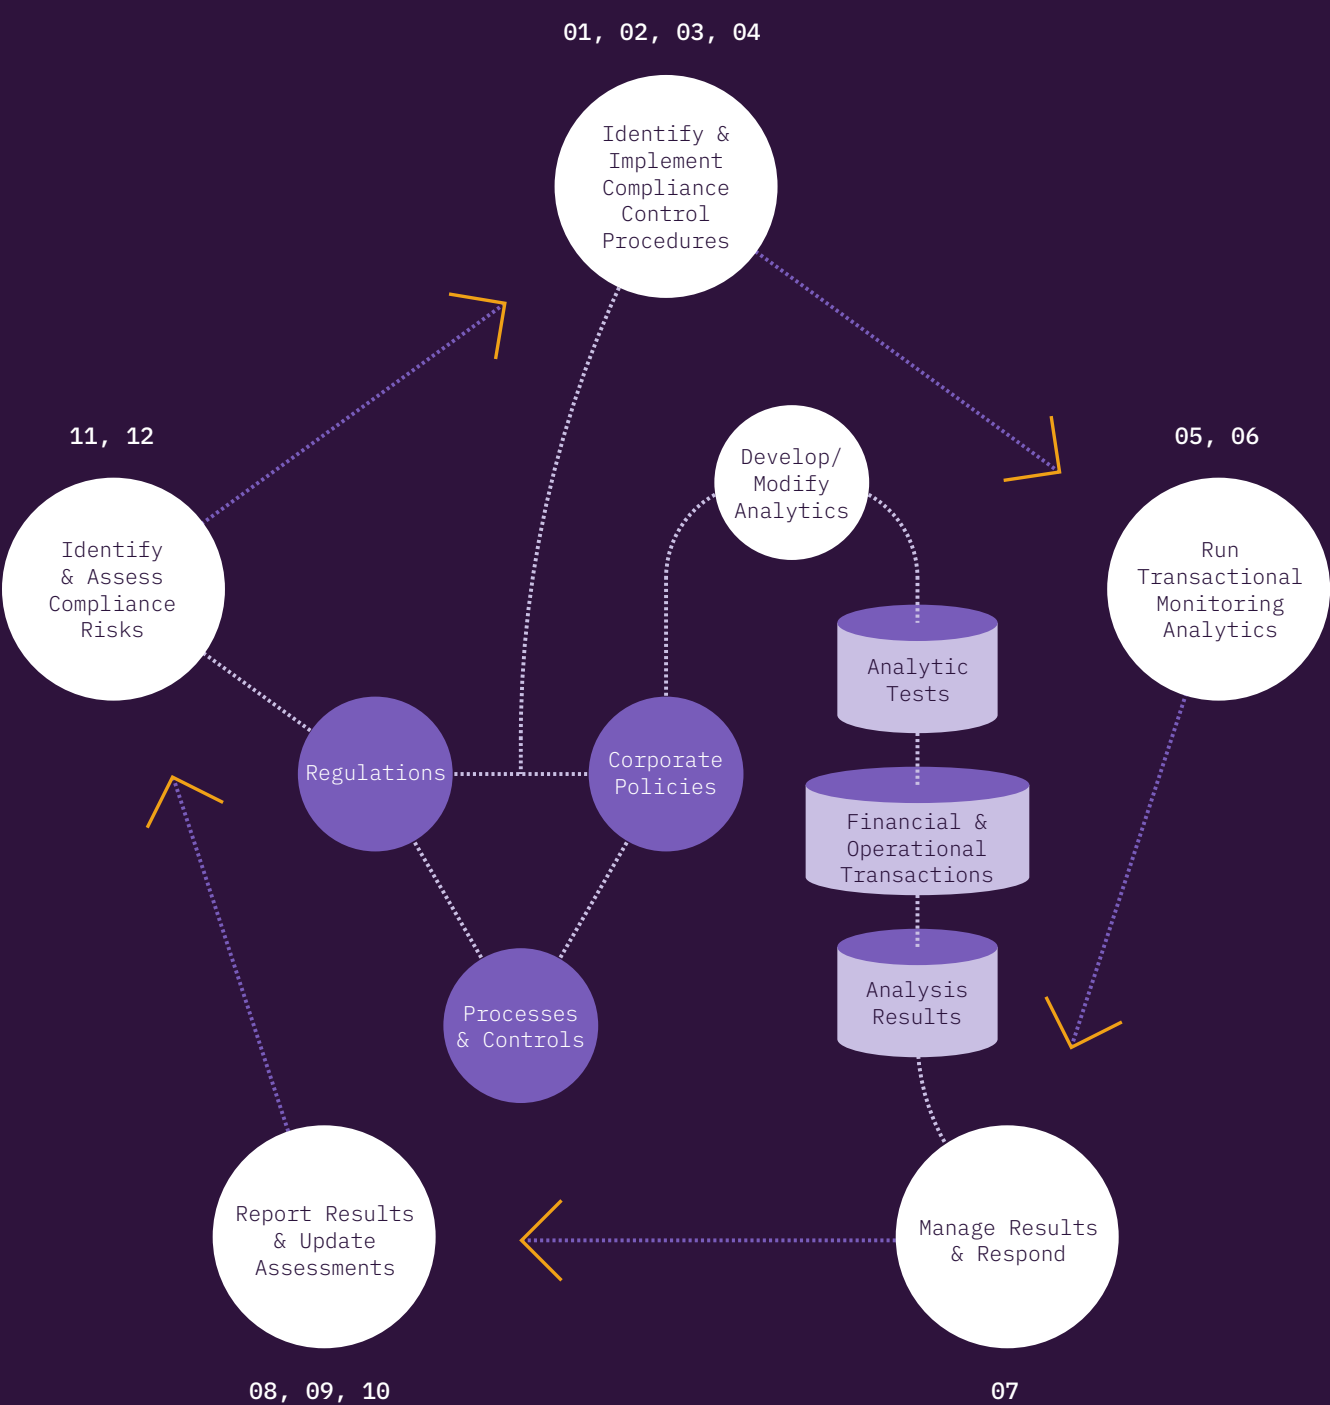 01, 02, 03, 04
Identify &
Implement
Compliance
Control
Procedures
11, 12
Identify
& Assess
Compliance
Risks
Develop/
Modify
Analytics
05, 06
Run
Transactional
Monitoring
Analytics
Regulations
Corporate
Policies
Processes
& Controls
Analytic
Tests
Financial &
Operational
Transactions
Analysis
Results
Report Results
& Update
Assessments
08, 09, 10
Manage Results
& Respond
07